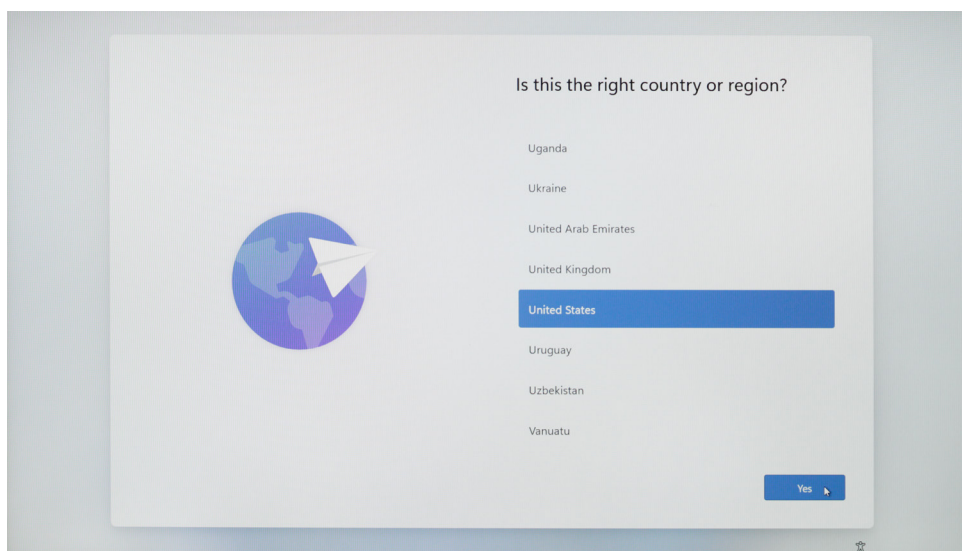 Is this the right country or region?
Uganda
Ukraine
United Arab Emirates
United Kingdom
United States
Uruguay
Uzbekistan
Vanuatu
Yes